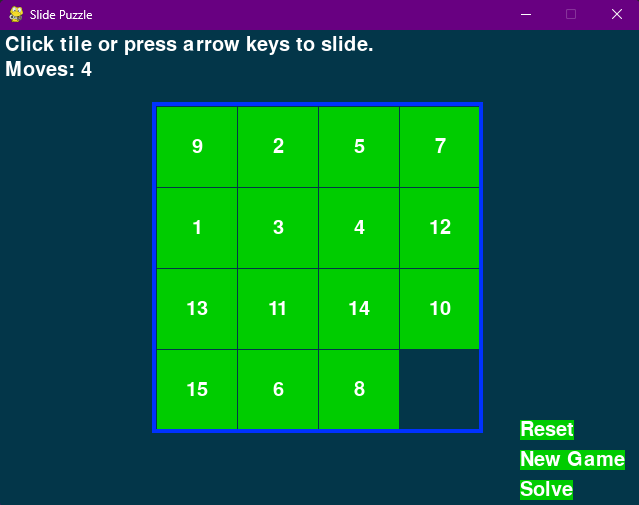 Slide Puzzle
Click tile or press arrow keys to slide.
Moves: 4
9 2 5 7
1 3 4 12
13 11 14 10
15 6 8
Reset
New Game
Solve